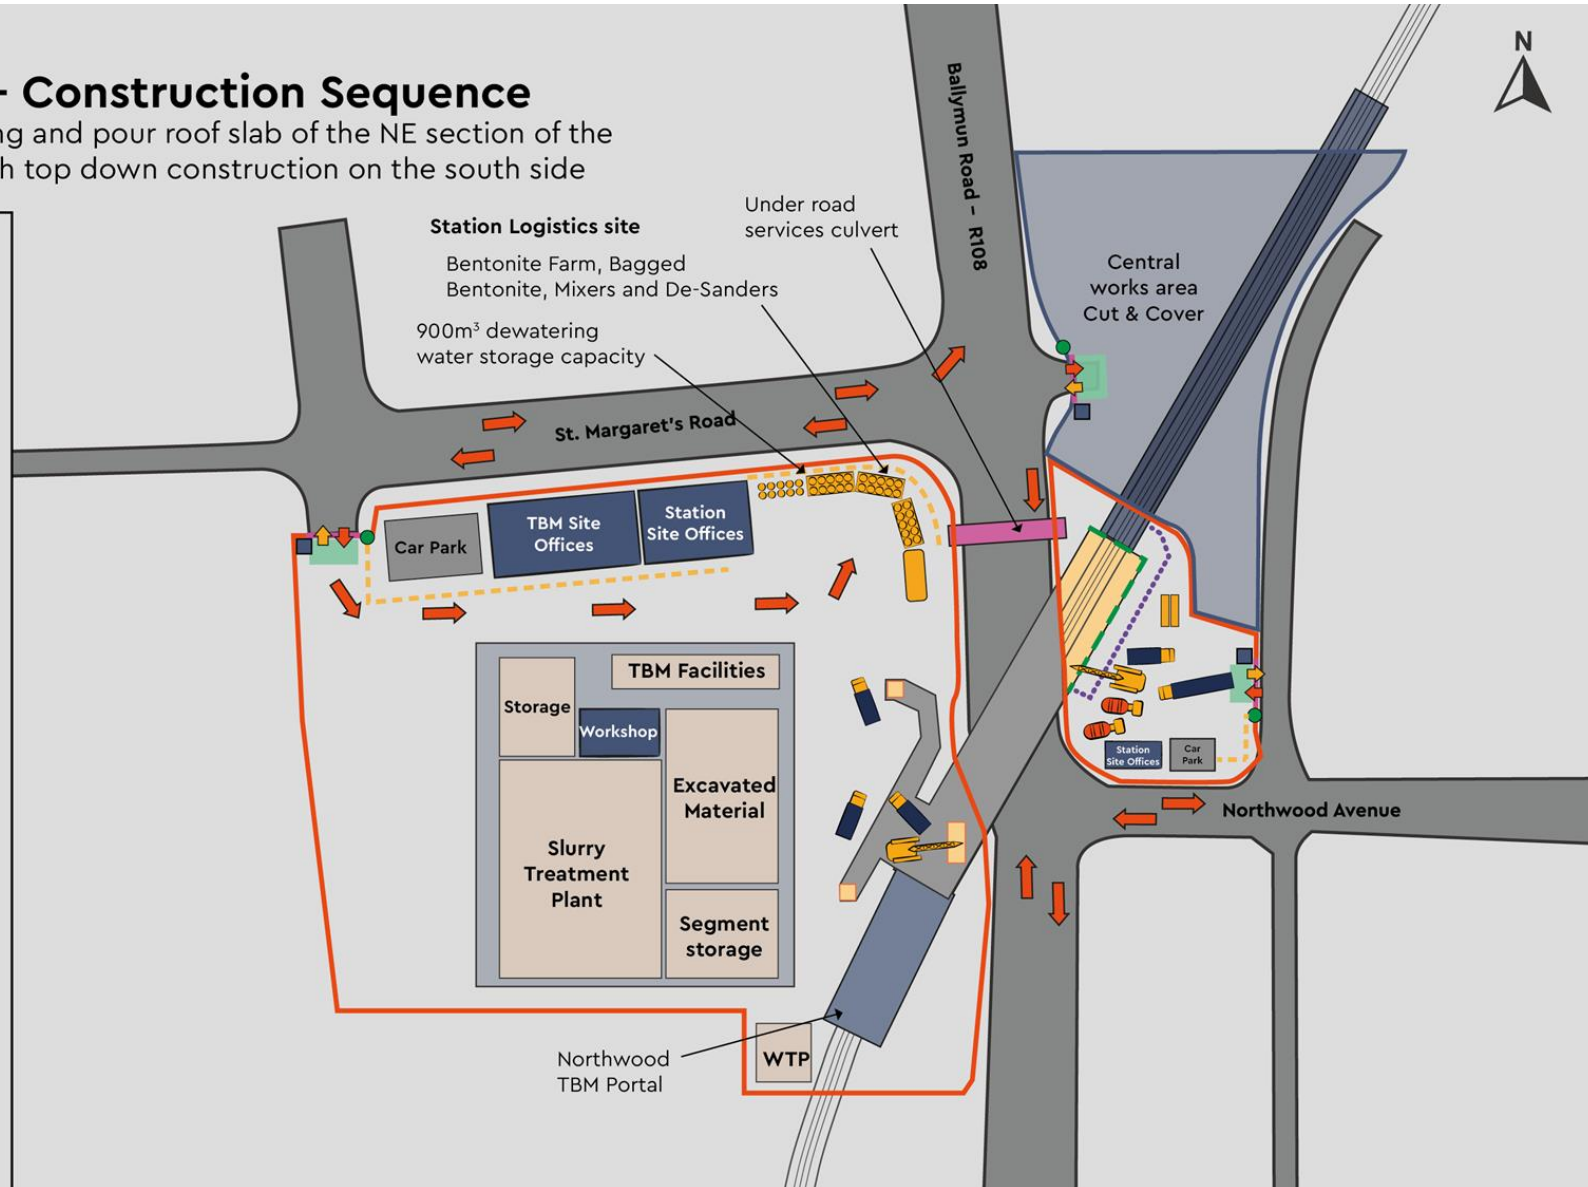 - Construction Sequence
ng and pour roof slab of the NE section of the
h top down construction on the south side
N
Ballymun Road – R108
Station Logistics site
Bentonite Farm, Bagged
Bentonite, Mixers and De-Sanders
900m³ dewatering
water storage capacity
Under road
services culvert
Central
works area
Cut & Cover
St. Margaret's Road
Car Park
TBM Site
Offices
Station
Site Offices
TBM Facilities
Storage
Workshop
Excavated
Material
Slurry
Treatment
Plant
Segment
storage
Station
Site Offices
Car
Park
Northwood Avenue
Northwood
TBM Portal
WTP